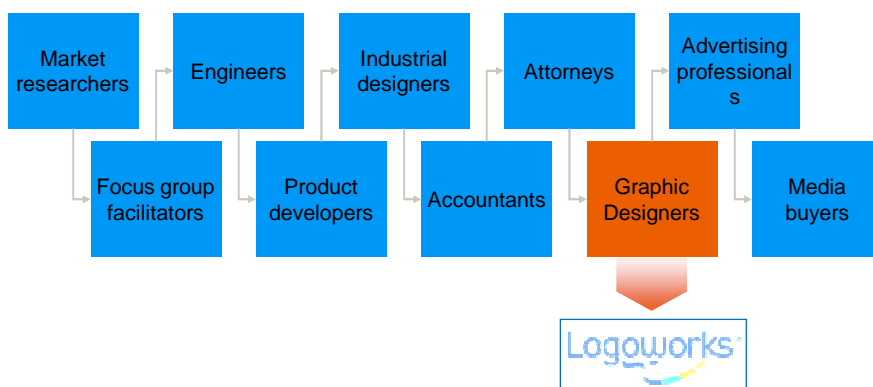 Market
researchers
Engineers
Industrial
designers
Attorneys
Advertising
professional
s
Focus group
facilitators
Product
developers
Accountants
Graphic
Designers
Media
buyers
Logoworks